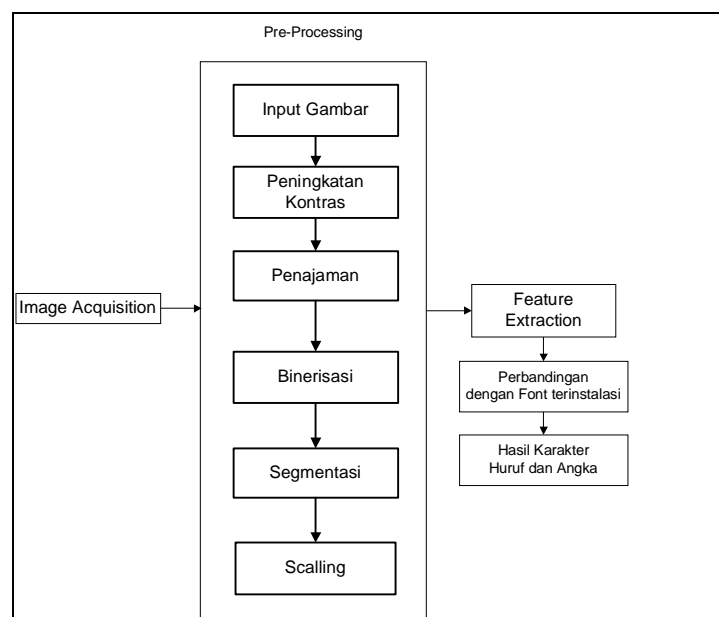 Pre-Processing
Input Gambar
Peningkatan
Kontras
Penajaman
Binerisasi
Segmentasi
Scalling
Image Acquisition
Feature
Extraction
Perbandingan
dengan Font terinstalasi
Hasil Karakter
Huruf dan Angka